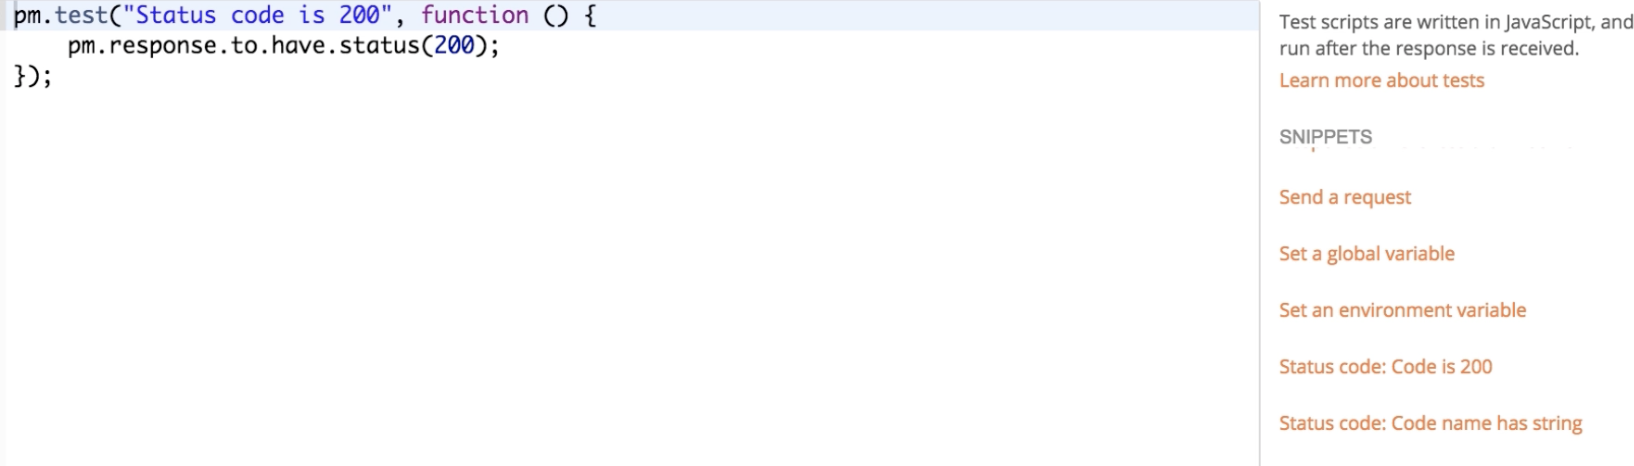 pm.test("Status code is 200", function () {
    pm.response.to.have.status(200);
});
Test scripts are written in JavaScript, and
run after the response is received.
Learn more about tests
SNIPPETS
Send a request
Set a global variable
Set an environment variable
Status code: Code is 200
Status code: Code name has string